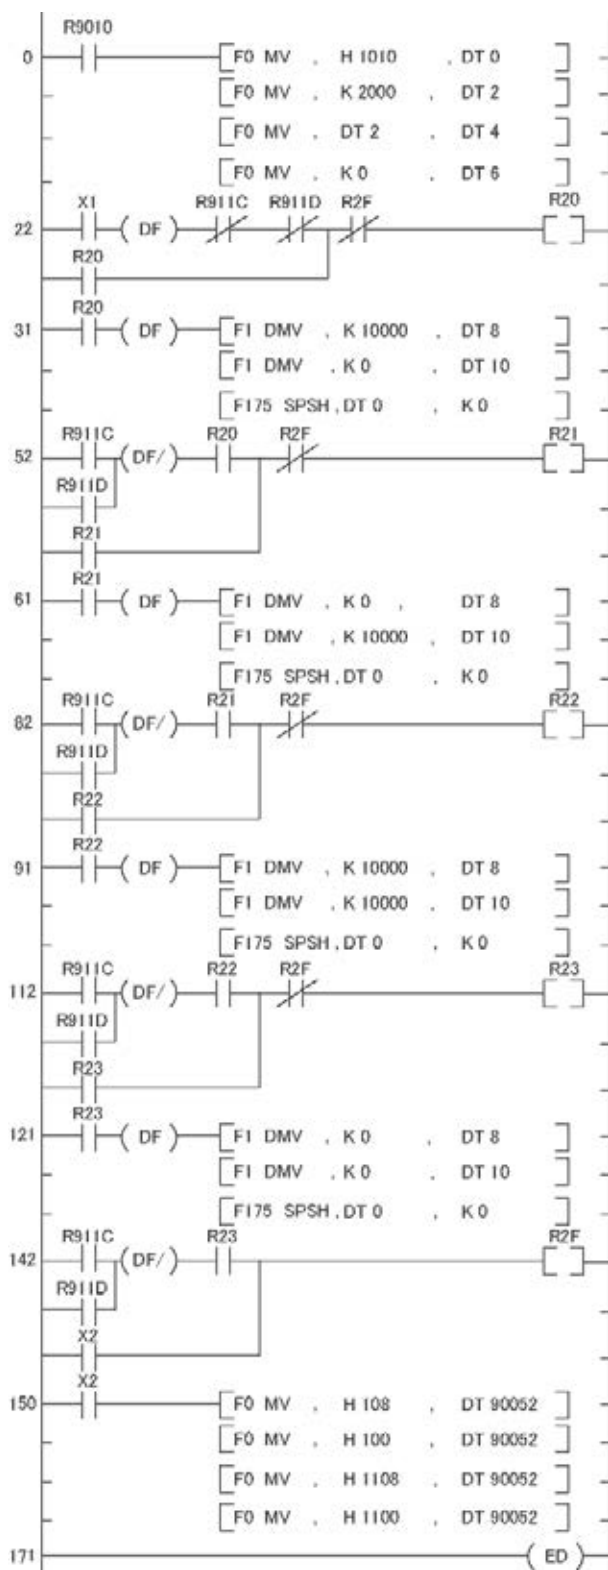 R9010
0 F0 MV , H 1010 , DT 0
F0 MV , K 2000 , DT 2
F0 MV , DT 2 , DT 4
F0 MV , K 0 , DT 6
X1 R911C R911D R2F R20
22 ( DF )
R20
R20
31 ( DF ) F1 DMV , K 10000 , DT 8
F1 DMV , K 0 , DT 10
F175 SPSH , DT 0 , K 0
R911C R20 R2F R21
52 (DF/)
R911D
R21
R21
61 ( DF ) F1 DMV , K 0 , DT 8
F1 DMV , K 10000 , DT 10
F175 SPSH , DT 0 , K 0
R911C R21 R2F R22
82 (DF/)
R911D
R22
R22
91 ( DF ) F1 DMV , K 10000 , DT 8
F1 DMV , K 10000 , DT 10
F175 SPSH , DT 0 , K 0
R911C R22 R2F R23
112 (DF/)
R911D
R23
R23
121 ( DF ) F1 DMV , K 0 , DT 8
F1 DMV , K 0 , DT 10
F175 SPSH , DT 0 , K 0
R911C R23 R2F
142 (DF/)
R911D
X2
X2
150 F0 MV , H 108 , DT 90052
F0 MV , H 100 , DT 90052
F0 MV , H 1108 , DT 90052
F0 MV , H 1100 , DT 90052
171 ( ED )